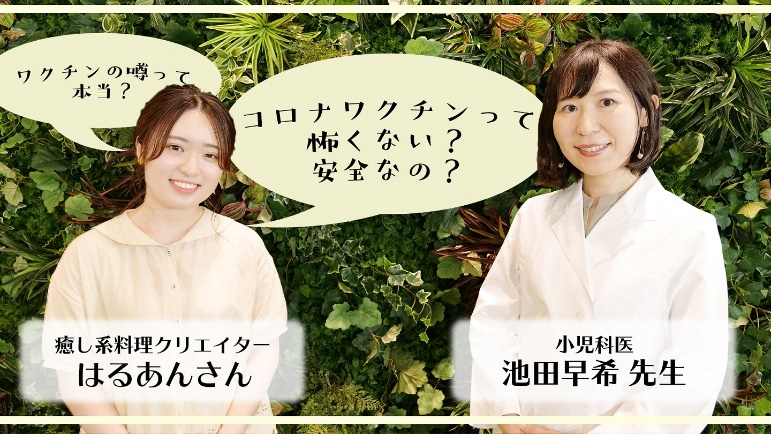 ワクチンの噂って
本当？
コロナワクチンって
怖くない？
安全なの？
癒し系料理クリエイター
はるあんさん
小児科医
池田早希 先生